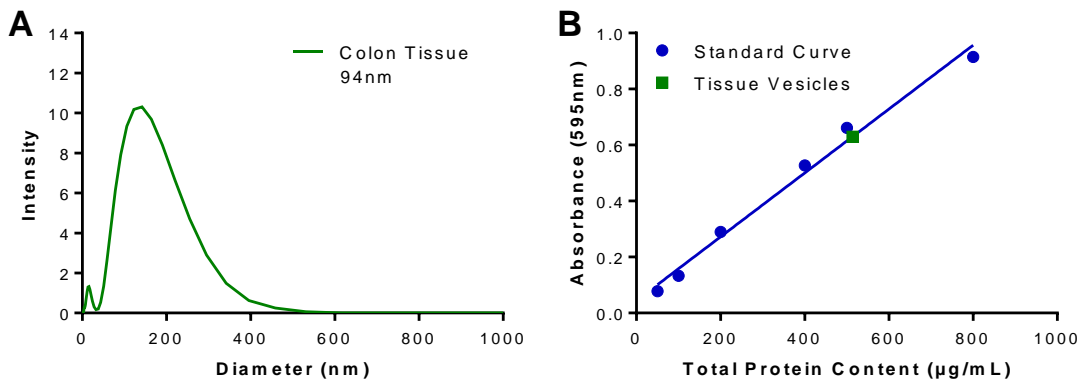 A
Intensity
14
12
10
8
6
4
2
0
0
200
400
600
800
1000
Diameter (nm)
Colon Tissue
94nm
B
Absorbance (595nm)
1.0
0.8
0.6
0.4
0.2
0.0
0
200
400
600
800
1000
Total Protein Content (µg/mL)
Standard Curve
Tissue Vesicles